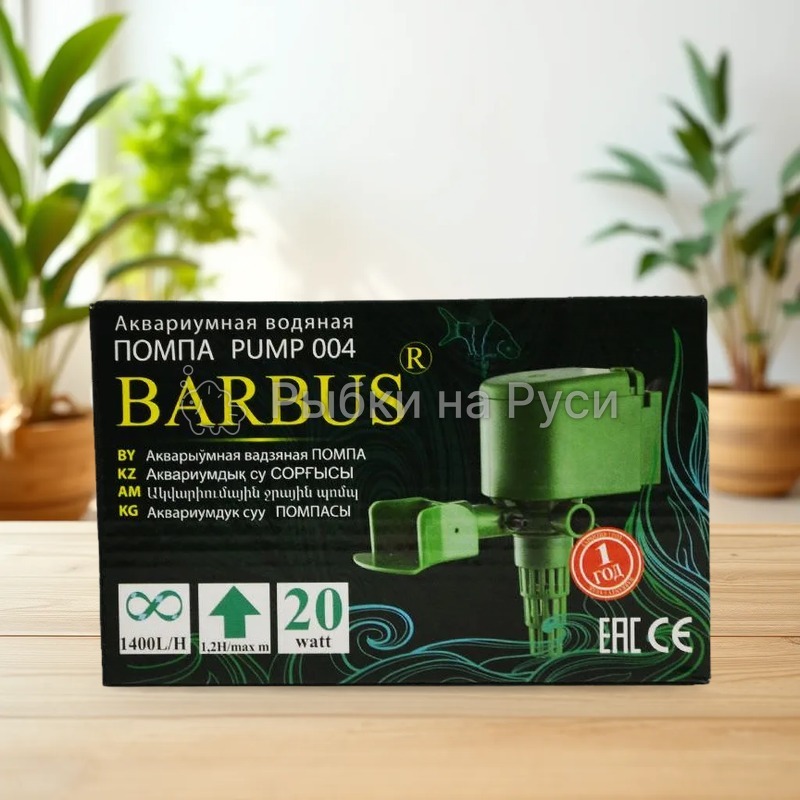 Аквариумная водяная
ПОМПА PUMP 004
BARBUS®
Рыбки на Руси
BY Акварыўмная вадзяная ПОМПА
KZ Аквариумдық су СОРҒЫСЫ
AM Ակվարիումային ջրային պոմպ
KG Аквариумдук суу ПОМПАСЫ
1 ГОД
1400L/H
1,2H/max m
20
watt
EAC CE